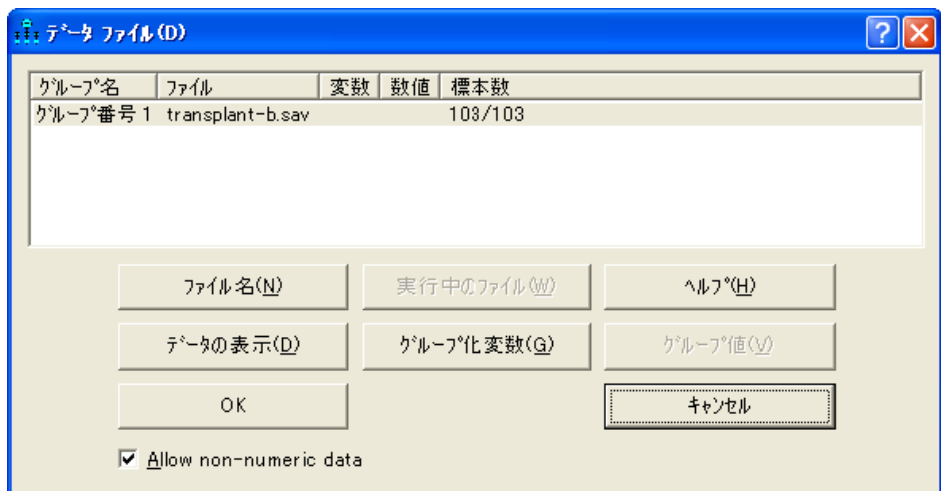 データ ファイル(D)
グループ名 ファイル 変数 数値 標本数
グループ番号 1 transplant-b.sav 103/103
ファイル名(N) 実行中のファイル(W) ヘルプ(H)
データの表示(D) グループ化変数(G) グループ値(V)
OK キャンセル
Allow non-numeric data